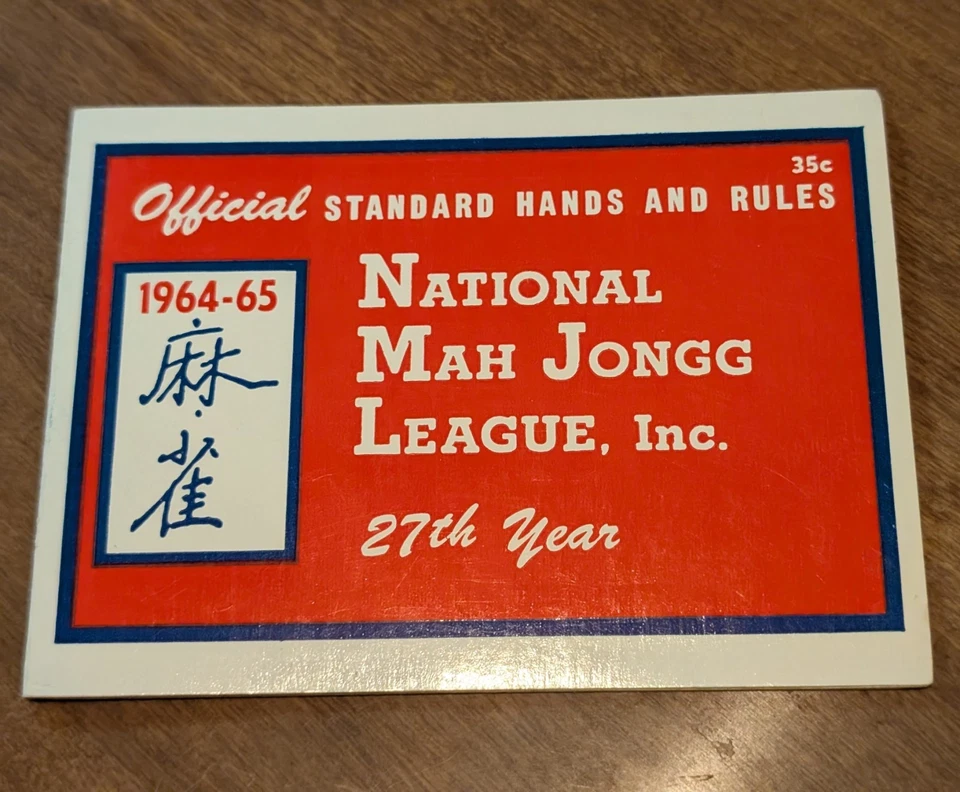 35c
Official STANDARD HANDS AND RULES
1964-65
麻
·
雀
NATIONAL
MAH JONGG
LEAGUE, Inc.
27th Year